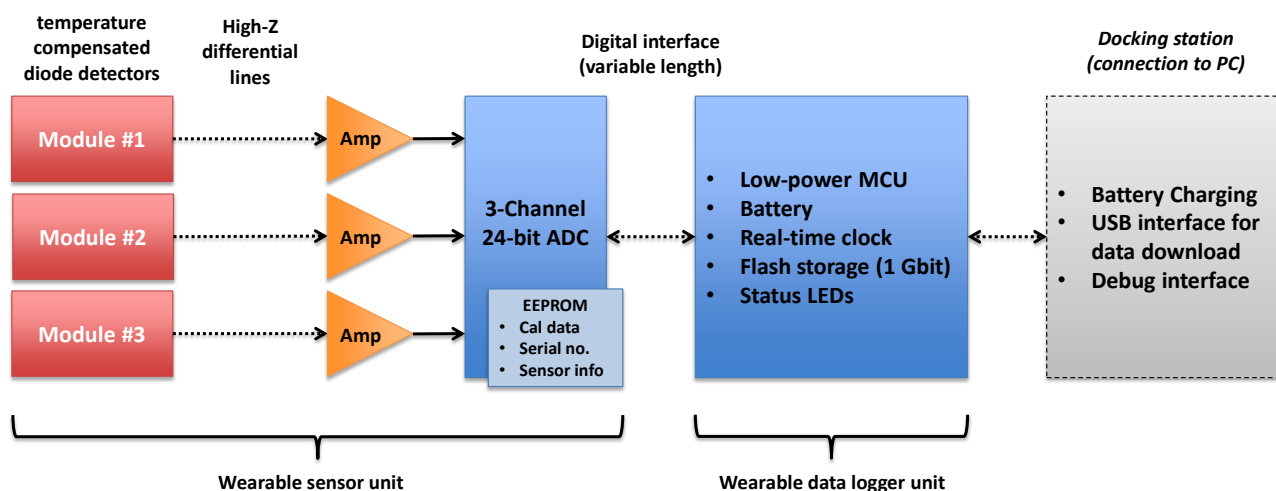 temperature
compensated
diode detectors
High-Z
differential
lines
Digital interface
(variable length)
Docking station
(connection to PC)
Module #1
Amp
Module #2
Amp
Module #3
Amp
3-Channel
24-bit ADC
EEPROM
• Cal data
• Serial no.
• Sensor info
• Low-power MCU
• Battery
• Real-time clock
• Flash storage (1 Gbit)
• Status LEDs
• Battery Charging
• USB interface for
data download
• Debug interface
Wearable sensor unit
Wearable data logger unit